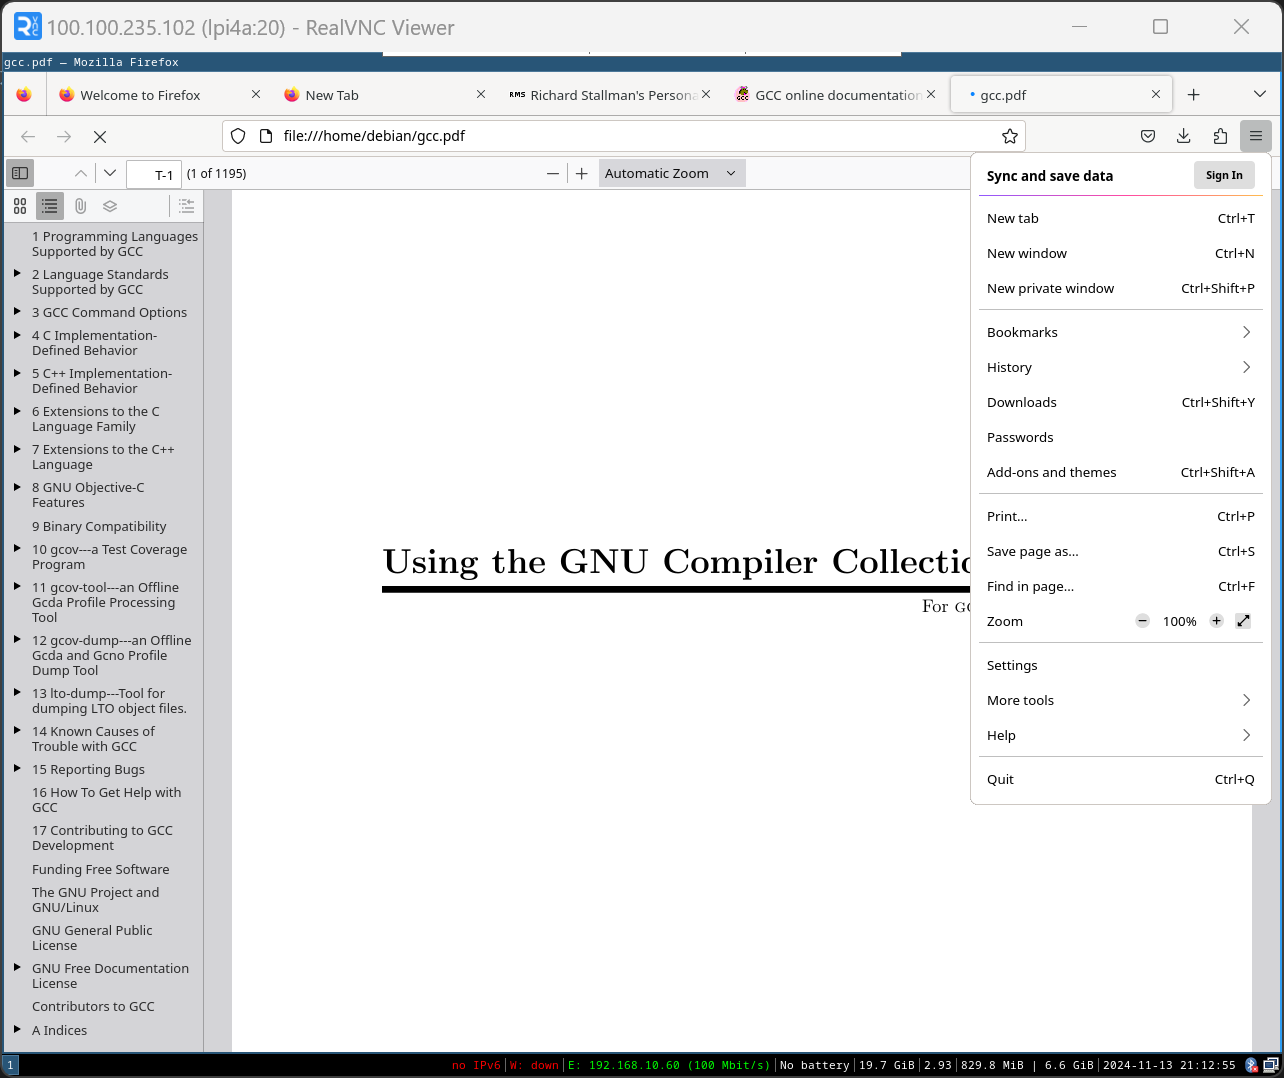 100.100.235.102 (lpi4a:20) - RealVNC Viewer
gcc.pdf — Mozilla Firefox
Welcome to Firefox
New Tab
RMS Richard Stallman's Persona
GCC online documentation
gcc.pdf
file:///home/debian/gcc.pdf
T-1 (1 of 1195)
Automatic Zoom
1 Programming Languages
Supported by GCC
2 Language Standards
Supported by GCC
3 GCC Command Options
4 C Implementation-
Defined Behavior
5 C++ Implementation-
Defined Behavior
6 Extensions to the C
Language Family
7 Extensions to the C++
Language
8 GNU Objective-C
Features
9 Binary Compatibility
10 gcov---a Test Coverage
Program
11 gcov-tool---an Offline
Gcda Profile Processing
Tool
12 gcov-dump---an Offline
Gcda and Gcno Profile
Dump Tool
13 lto-dump---Tool for
dumping LTO object files.
14 Known Causes of
Trouble with GCC
15 Reporting Bugs
16 How To Get Help with
GCC
17 Contributing to GCC
Development
Funding Free Software
The GNU Project and
GNU/Linux
GNU General Public
License
GNU Free Documentation
License
Contributors to GCC
A Indices
Using the GNU Compiler Collectio
For GC
Sync and save data Sign In
New tab Ctrl+T
New window Ctrl+N
New private window Ctrl+Shift+P
Bookmarks
History
Downloads Ctrl+Shift+Y
Passwords
Add-ons and themes Ctrl+Shift+A
Print... Ctrl+P
Save page as... Ctrl+S
Find in page... Ctrl+F
Zoom 100%
Settings
More tools
Help
Quit Ctrl+Q
1 no IPv6|W: down|E: 192.168.10.60 (100 Mbit/s)|No battery|19.7 GiB|2.93|829.8 MiB | 6.6 GiB|2024-11-13 21:12:55